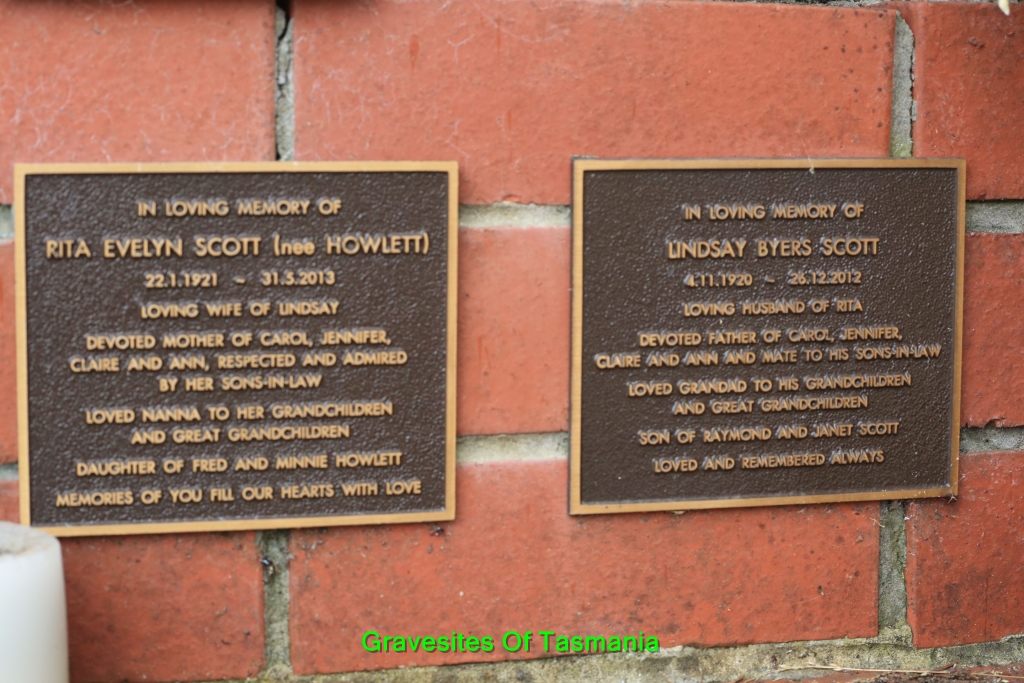 IN LOVING MEMORY OF
RITA EVELYN SCOTT (nee HOWLETT)
22.1.1921 ~ 31.5.2013
LOVING WIFE OF LINDSAY
DEVOTED MOTHER OF CAROL, JENNIFER,
CLAIRE AND ANN, RESPECTED AND ADMIRED
BY HER SONS-IN-LAW
LOVED NANNA TO HER GRANDCHILDREN
AND GREAT GRANDCHILDREN
DAUGHTER OF FRED AND MINNIE HOWLETT
MEMORIES OF YOU FILL OUR HEARTS WITH LOVE
IN LOVING MEMORY OF
LINDSAY BYERS SCOTT
4.11.1920 ~ 26.12.2012
LOVING HUSBAND OF RITA
DEVOTED FATHER OF CAROL, JENNIFER,
CLAIRE AND ANN AND MATE TO HIS SONS-IN-LAW
LOVED GRANDAD TO HIS GRANDCHILDREN
AND GREAT GRANDCHILDREN
SON OF RAYMOND AND JANET SCOTT
LOVED AND REMEMBERED ALWAYS
Gravesites Of Tasmania